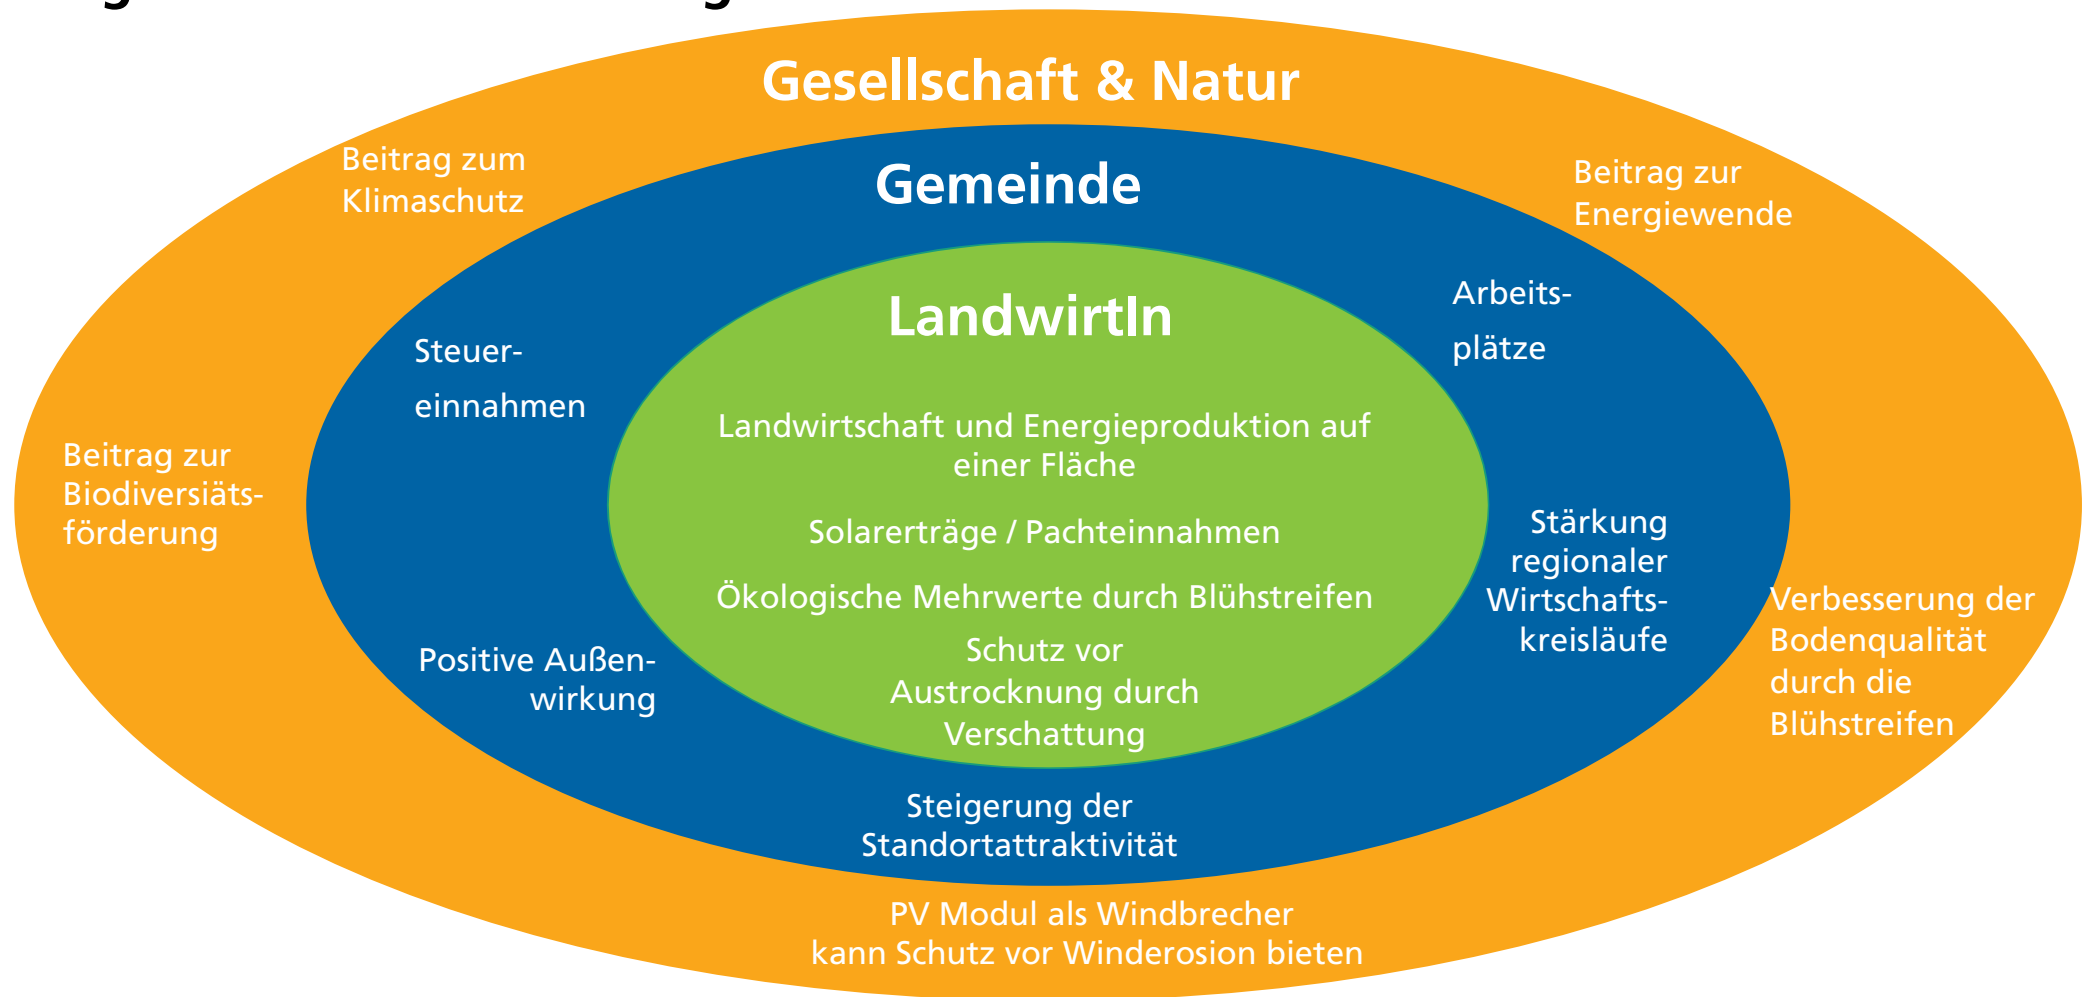 Gesellschaft & Natur
Beitrag zum
Klimaschutz
Beitrag zur
Energiewende
Beitrag zur
Biodiversiäts-
förderung
Verbesserung der
Bodenqualität
durch die
Blühstreifen
PV Modul als Windbrecher
kann Schutz vor Winderosion bieten
Gemeinde
Steuer-
einnahmen
Arbeits-
plätze
Positive Außen-
wirkung
Stärkung
regionaler
Wirtschafts-
kreisläufe
Steigerung der
Standortattraktivität
LandwirtIn
Landwirtschaft und Energieproduktion auf
einer Fläche
Solarerträge / Pachteinnahmen
Ökologische Mehrwerte durch Blühstreifen
Schutz vor
Austrocknung durch
Verschattung